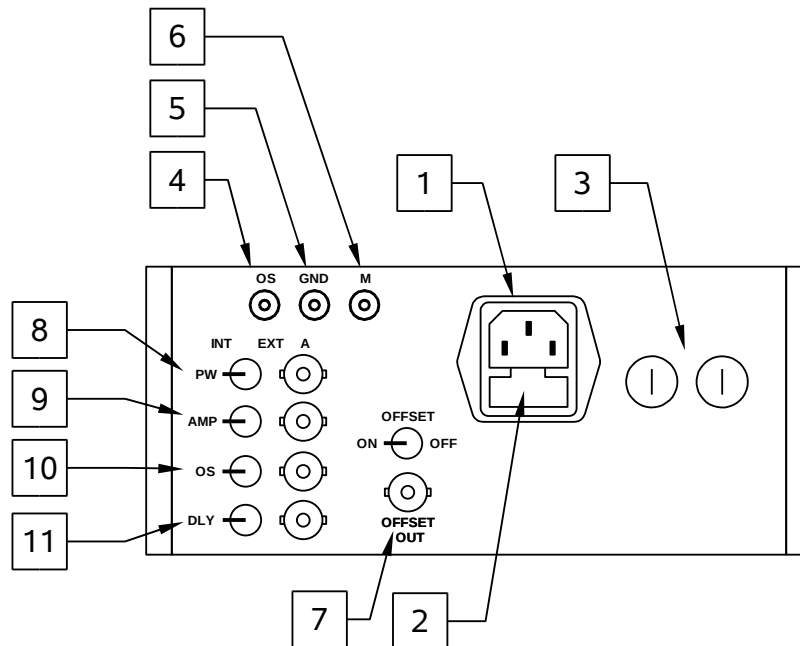 6
5
4
1
3
OS GND M
8
INT EXT A
PW
9
AMP
OFFSET
ON OFF
10
OS
11
DLY
OFFSET
OUT
7
2